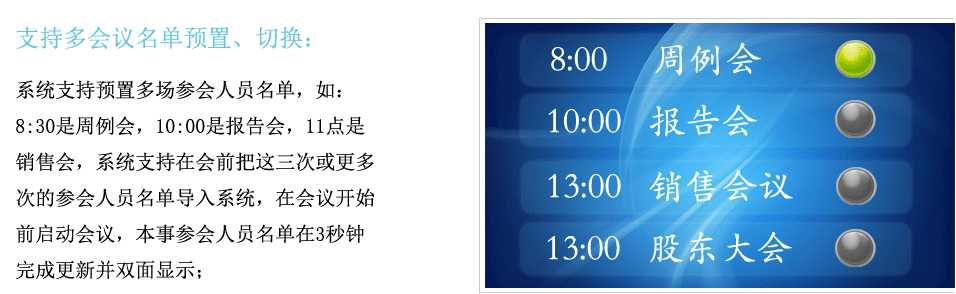 支持多会议名单预置、切换：
系统支持预置多场参会人员名单，如：
8:30是周例会，10:00是报告会，11点是
销售会，系统支持在会前把这三次或更多
次的参会人员名单导入系统，在会议开始
前启动会议，本事参会人员名单在3秒钟
完成更新并双面显示；
8:00 周例会
10:00 报告会
13:00 销售会议
13:00 股东大会